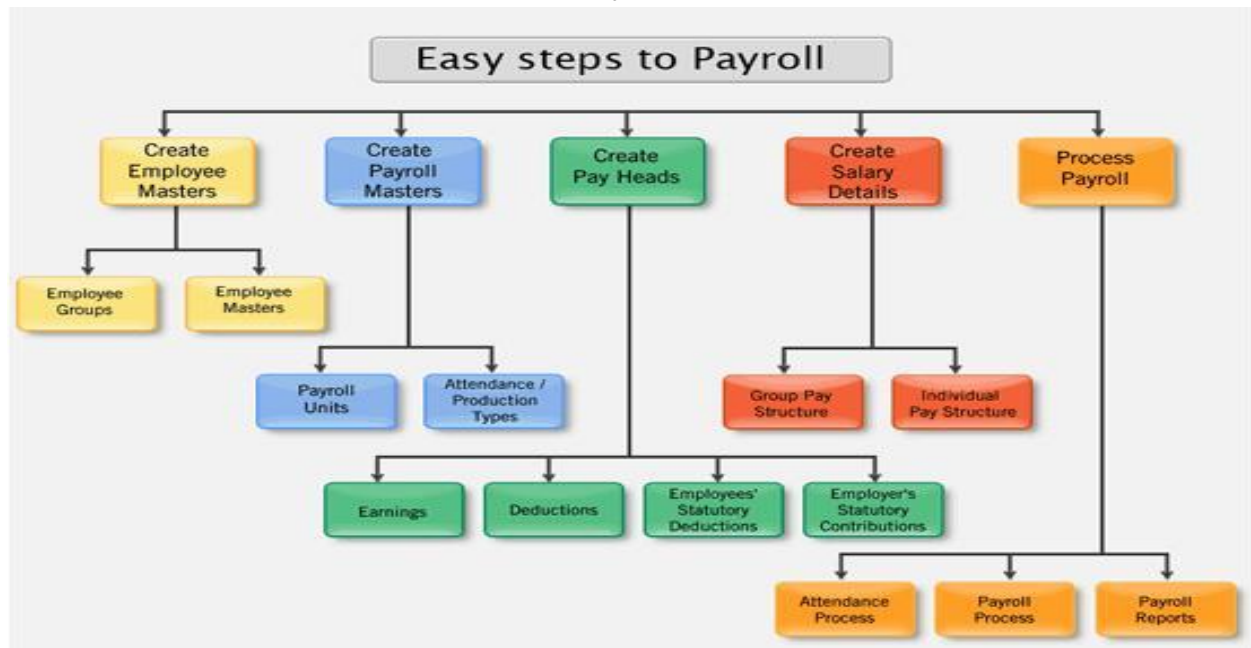 Easy steps to Payroll
Create
Employee
Masters
Create
Payroll
Masters
Create
Pay Heads
Create
Salary
Details
Process
Payroll
Employee
Groups
Employee
Masters
Payroll
Units
Attendance /
Production
Types
Group Pay
Structure
Individual
Pay Structure
Earnings
Deductions
Employees'
Statutory
Deductions
Employer's
Statutory
Contributions
Attendance
Process
Payroll
Process
Payroll
Reports